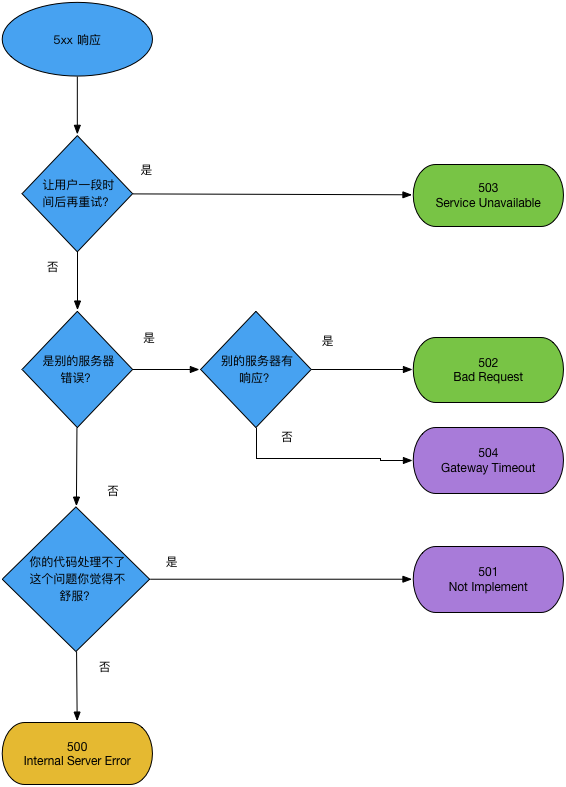 5xx 响应
是
让用户一段时
间后再重试?
503
Service Unavailable
否
是
是
是别的服务器
错误?
别的服务器有
响应?
502
Bad Request
否
504
Gateway Timeout
否
是
你的代码处理不了
这个问题你觉得不
舒服?
501
Not Implement
否
500
Internal Server Error